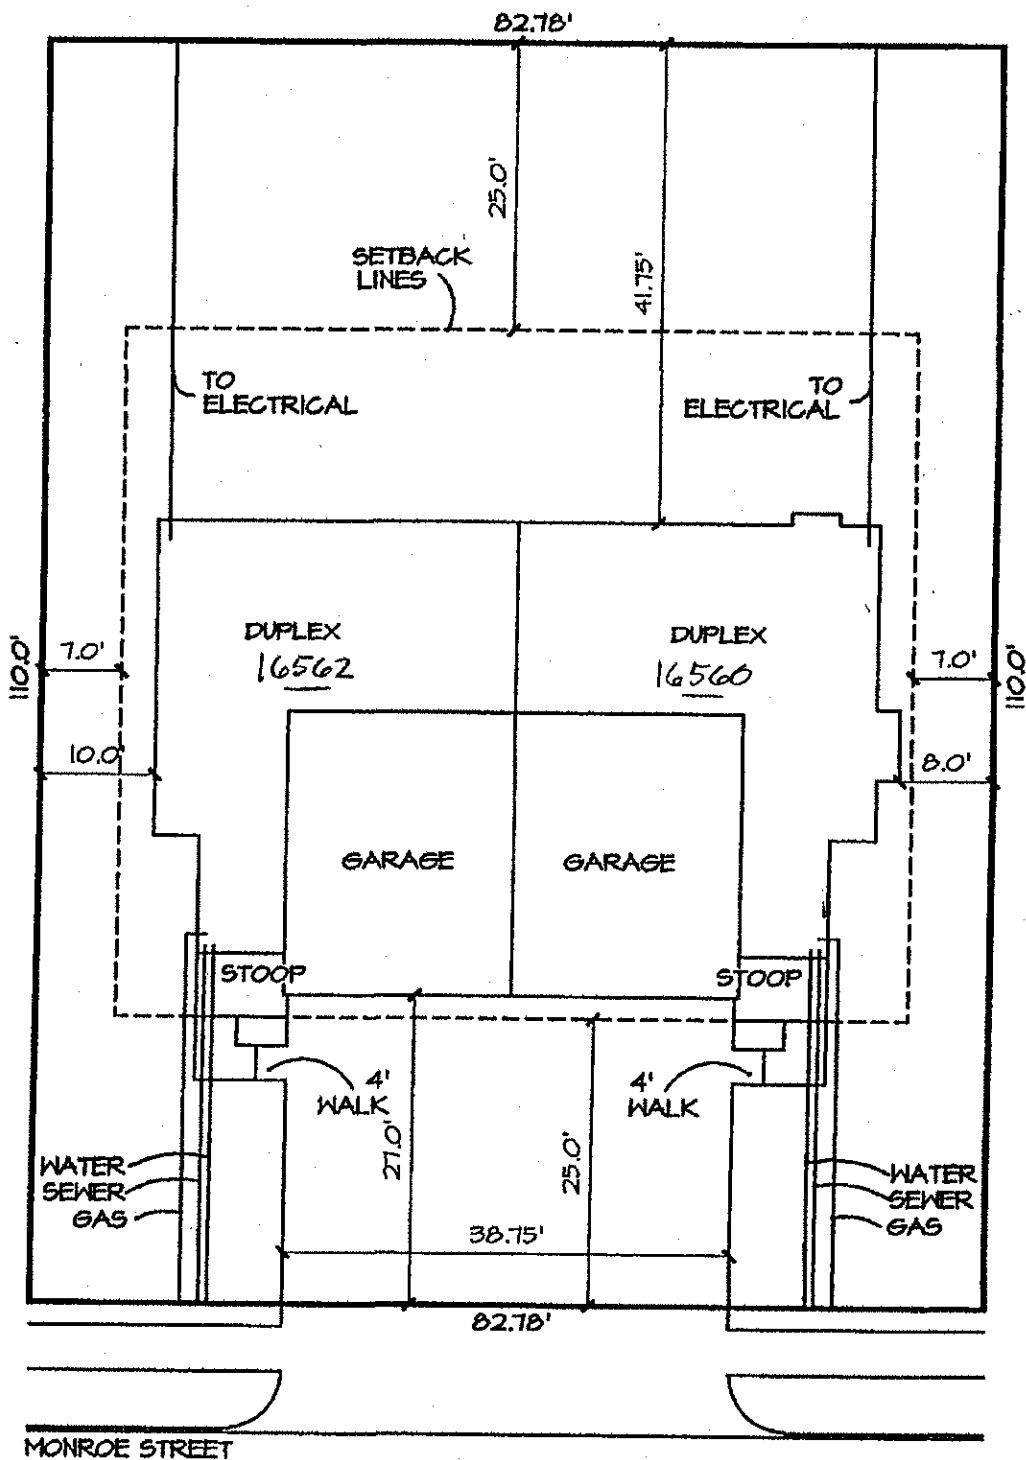 82.78'
25.0'
SETBACK
LINES
41.75'
TO
ELECTRICAL
TO
ELECTRICAL
DUPLEX
16562
DUPLEX
16560
110.0'
7.0'
7.0'
110.0'
10.0'
8.0'
GARAGE
GARAGE
STOOP
STOOP
4'
WALK
4'
WALK
27.0'
25.0'
WATER
SEWER
GAS
WATER
SEWER
GAS
38.75'
82.78'
MONROE STREET